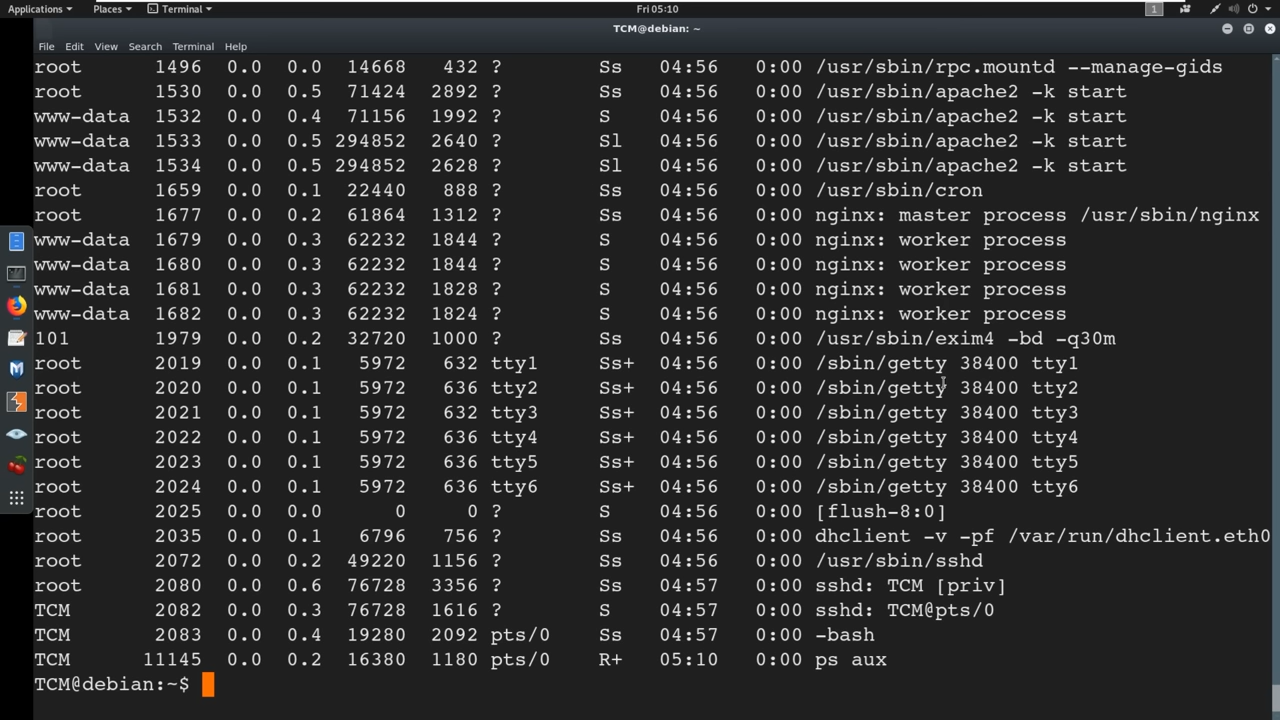 Applications Places Terminal Fri 05:10 1
TCM@debian: ~
File Edit View Search Terminal Help
root 1496 0.0 0.0 14668 432 ? Ss 04:56 0:00 /usr/sbin/rpc.mountd --manage-gids
root 1530 0.0 0.5 71424 2892 ? Ss 04:56 0:00 /usr/sbin/apache2 -k start
www-data 1532 0.0 0.4 71156 1992 ? S 04:56 0:00 /usr/sbin/apache2 -k start
www-data 1533 0.0 0.5 294852 2640 ? Sl 04:56 0:00 /usr/sbin/apache2 -k start
www-data 1534 0.0 0.5 294852 2628 ? Sl 04:56 0:00 /usr/sbin/apache2 -k start
root 1659 0.0 0.1 22440 888 ? Ss 04:56 0:00 /usr/sbin/cron
root 1677 0.0 0.2 61864 1312 ? Ss 04:56 0:00 nginx: master process /usr/sbin/nginx
www-data 1679 0.0 0.3 62232 1844 ? S 04:56 0:00 nginx: worker process
www-data 1680 0.0 0.3 62232 1844 ? S 04:56 0:00 nginx: worker process
www-data 1681 0.0 0.3 62232 1828 ? S 04:56 0:00 nginx: worker process
www-data 1682 0.0 0.3 62232 1824 ? S 04:56 0:00 nginx: worker process
101 1979 0.0 0.2 32720 1000 ? Ss 04:56 0:00 /usr/sbin/exim4 -bd -q30m
root 2019 0.0 0.1 5972 632 tty1 Ss+ 04:56 0:00 /sbin/getty 38400 tty1
root 2020 0.0 0.1 5972 636 tty2 Ss+ 04:56 0:00 /sbin/getty 38400 tty2
root 2021 0.0 0.1 5972 632 tty3 Ss+ 04:56 0:00 /sbin/getty 38400 tty3
root 2022 0.0 0.1 5972 636 tty4 Ss+ 04:56 0:00 /sbin/getty 38400 tty4
root 2023 0.0 0.1 5972 636 tty5 Ss+ 04:56 0:00 /sbin/getty 38400 tty5
root 2024 0.0 0.1 5972 636 tty6 Ss+ 04:56 0:00 /sbin/getty 38400 tty6
root 2025 0.0 0.0 0 0 ? S 04:56 0:00 [flush-8:0]
root 2035 0.0 0.1 6796 756 ? Ss 04:56 0:00 dhclient -v -pf /var/run/dhclient.eth0
root 2072 0.0 0.2 49220 1156 ? Ss 04:56 0:00 /usr/sbin/sshd
root 2080 0.0 0.6 76728 3356 ? Ss 04:57 0:00 sshd: TCM [priv]
TCM 2082 0.0 0.3 76728 1616 ? S 04:57 0:00 sshd: TCM@pts/0
TCM 2083 0.0 0.4 19280 2092 pts/0 Ss 04:57 0:00 -bash
TCM 11145 0.0 0.2 16380 1180 pts/0 R+ 05:10 0:00 ps aux
TCM@debian:~$